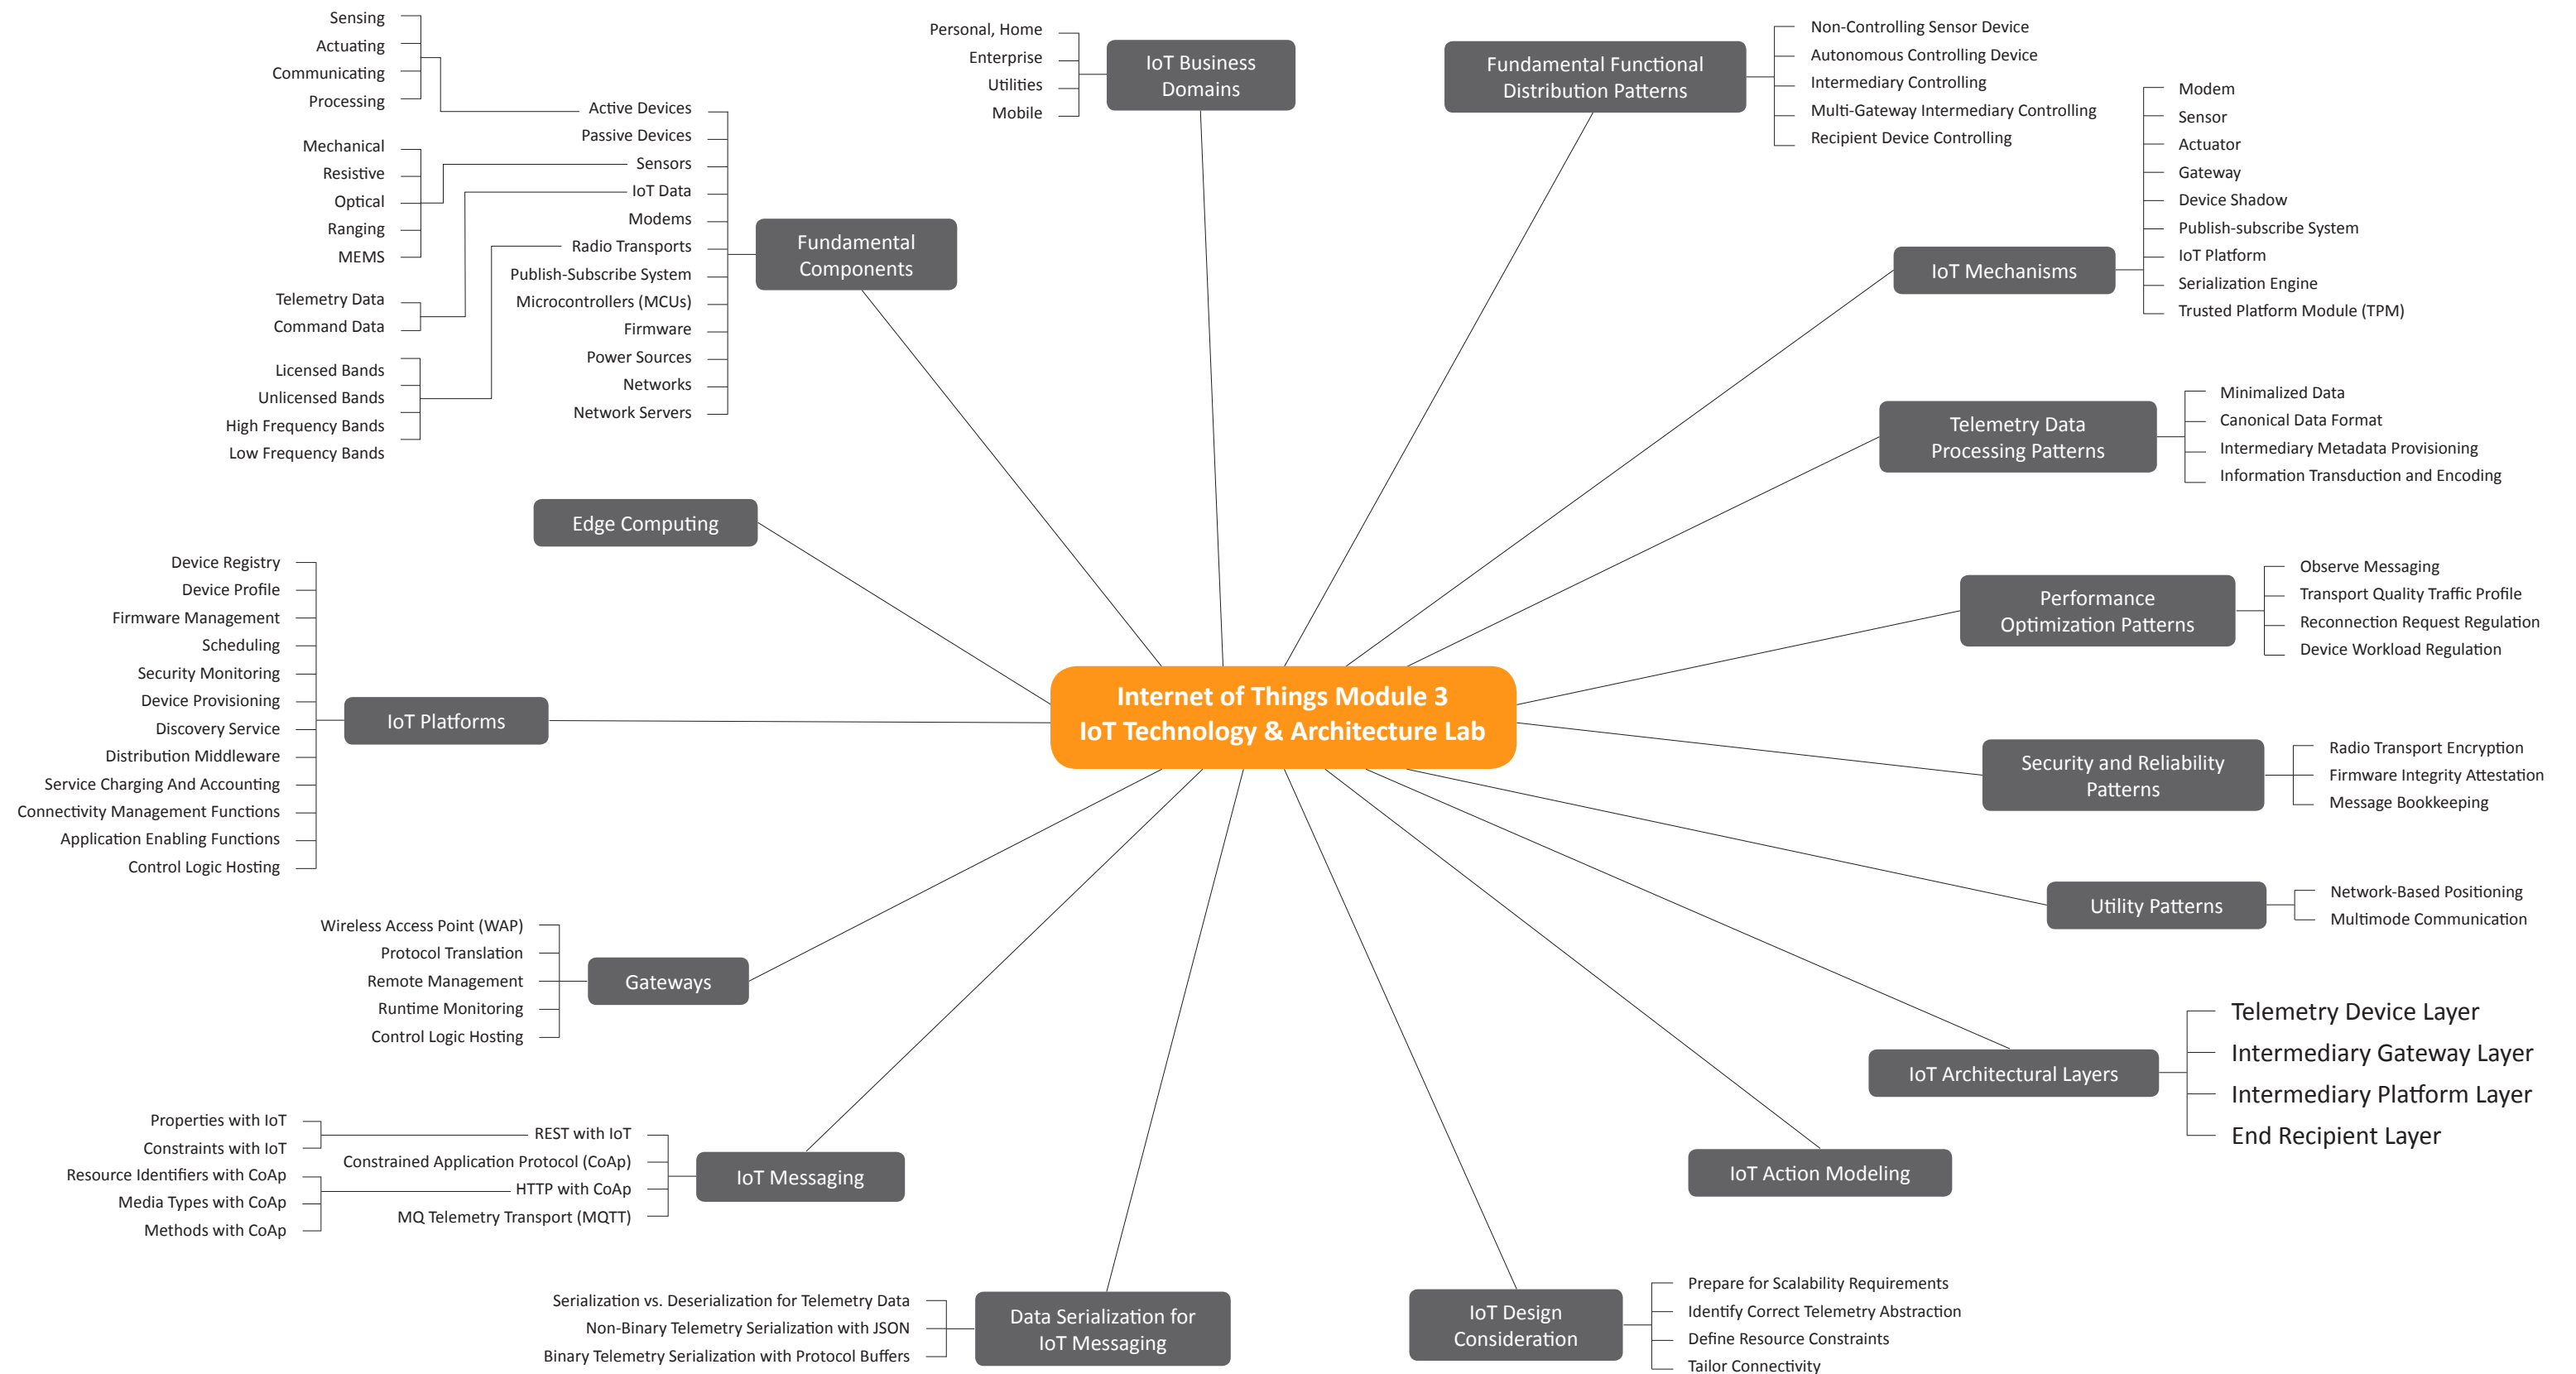 Sensing
Actuating
Communicating
Processing
Mechanical
Resistive
Optical
Ranging
MEMS
Telemetry Data
Command Data
Licensed Bands
Unlicensed Bands
High Frequency Bands
Low Frequency Bands
Active Devices
Passive Devices
Sensors
IoT Data
Modems
Radio Transports
Publish-Subscribe System
Microcontrollers (MCUs)
Firmware
Power Sources
Networks
Network Servers
Fundamental
Components
Personal, Home
Enterprise
Utilities
Mobile
IoT Business
Domains
Fundamental Functional
Distribution Patterns
Non-Controlling Sensor Device
Autonomous Controlling Device
Intermediary Controlling
Multi-Gateway Intermediary Controlling
Recipient Device Controlling
IoT Mechanisms
Modem
Sensor
Actuator
Gateway
Device Shadow
Publish-subscribe System
IoT Platform
Serialization Engine
Trusted Platform Module (TPM)
Telemetry Data
Processing Patterns
Minimalized Data
Canonical Data Format
Intermediary Metadata Provisioning
Information Transduction and Encoding
Edge Computing
Device Registry
Device Profile
Firmware Management
Scheduling
Security Monitoring
Device Provisioning
Discovery Service
Distribution Middleware
Service Charging And Accounting
Connectivity Management Functions
Application Enabling Functions
Control Logic Hosting
IoT Platforms
Internet of Things Module 3
IoT Technology & Architecture Lab
Performance
Optimization Patterns
Observe Messaging
Transport Quality Traffic Profile
Reconnection Request Regulation
Device Workload Regulation
Security and Reliability
Patterns
Radio Transport Encryption
Firmware Integrity Attestation
Message Bookkeeping
Utility Patterns
Network-Based Positioning
Multimode Communication
Wireless Access Point (WAP)
Protocol Translation
Remote Management
Runtime Monitoring
Control Logic Hosting
Gateways
IoT Architectural Layers
Telemetry Device Layer
Intermediary Gateway Layer
Intermediary Platform Layer
End Recipient Layer
Properties with IoT
Constraints with IoT
Resource Identifiers with CoAp
Media Types with CoAp
Methods with CoAp
REST with IoT
Constrained Application Protocol (CoAp)
HTTP with CoAp
MQ Telemetry Transport (MQTT)
IoT Messaging
IoT Action Modeling
Serialization vs. Deserialization for Telemetry Data
Non-Binary Telemetry Serialization with JSON
Binary Telemetry Serialization with Protocol Buffers
Data Serialization for
IoT Messaging
IoT Design
Consideration
Prepare for Scalability Requirements
Identify Correct Telemetry Abstraction
Define Resource Constraints
Tailor Connectivity